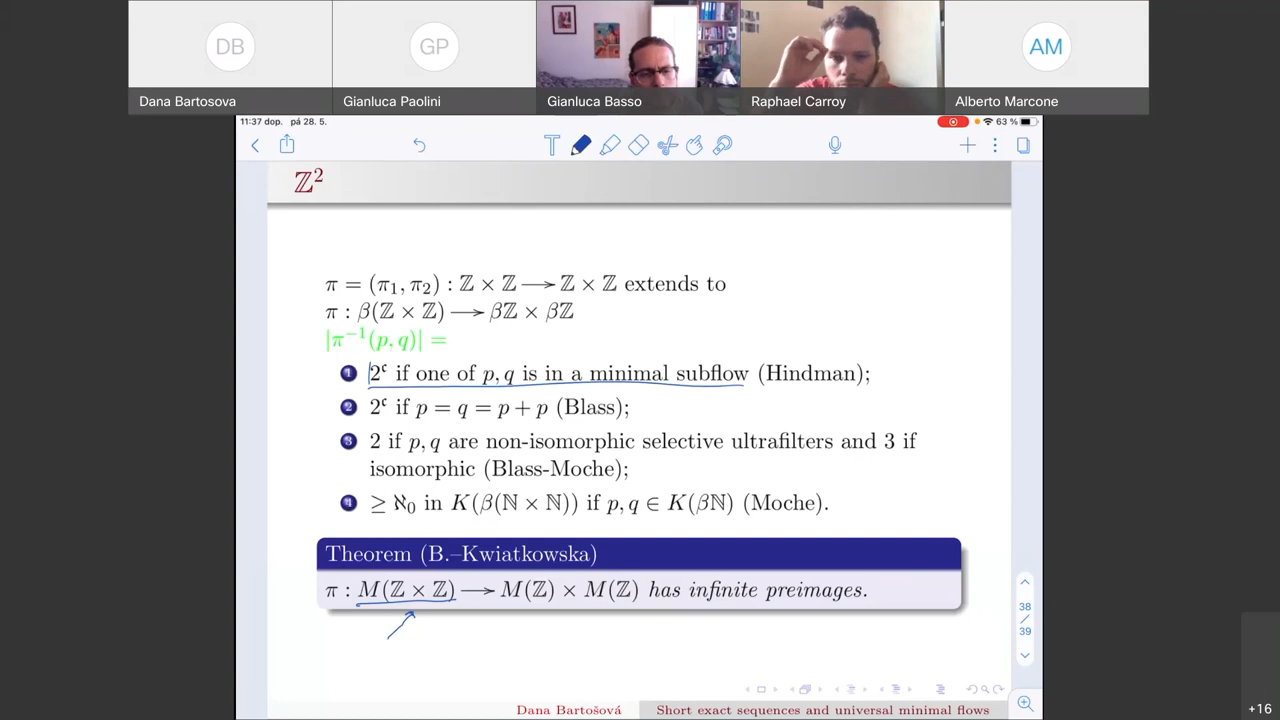 DB
GP
AM
Dana Bartosova
Gianluca Paolini
Gianluca Basso
Raphael Carroy
Alberto Marcone
11:37 dop. pá 28. 5.
63 %
T
ℤ²
π = (π₁, π₂) : ℤ × ℤ ⟶ ℤ × ℤ extends to
π : β(ℤ × ℤ) ⟶ βℤ × βℤ
|π⁻¹(p, q)| =
1 2^𝔠 if one of p, q is in a minimal subflow (Hindman);
2 2^𝔠 if p = q = p + p (Blass);
3 2 if p, q are non-isomorphic selective ultrafilters and 3 if
isomorphic (Blass-Moche);
4 ≥ ℵ₀ in K(β(ℕ × ℕ)) if p, q ∈ K(βℕ) (Moche).
Theorem (B.–Kwiatkowska)
π : M(ℤ × ℤ) ⟶ M(ℤ) × M(ℤ) has infinite preimages.
38
/
39
Dana Bartošová
Short exact sequences and universal minimal flows
+16